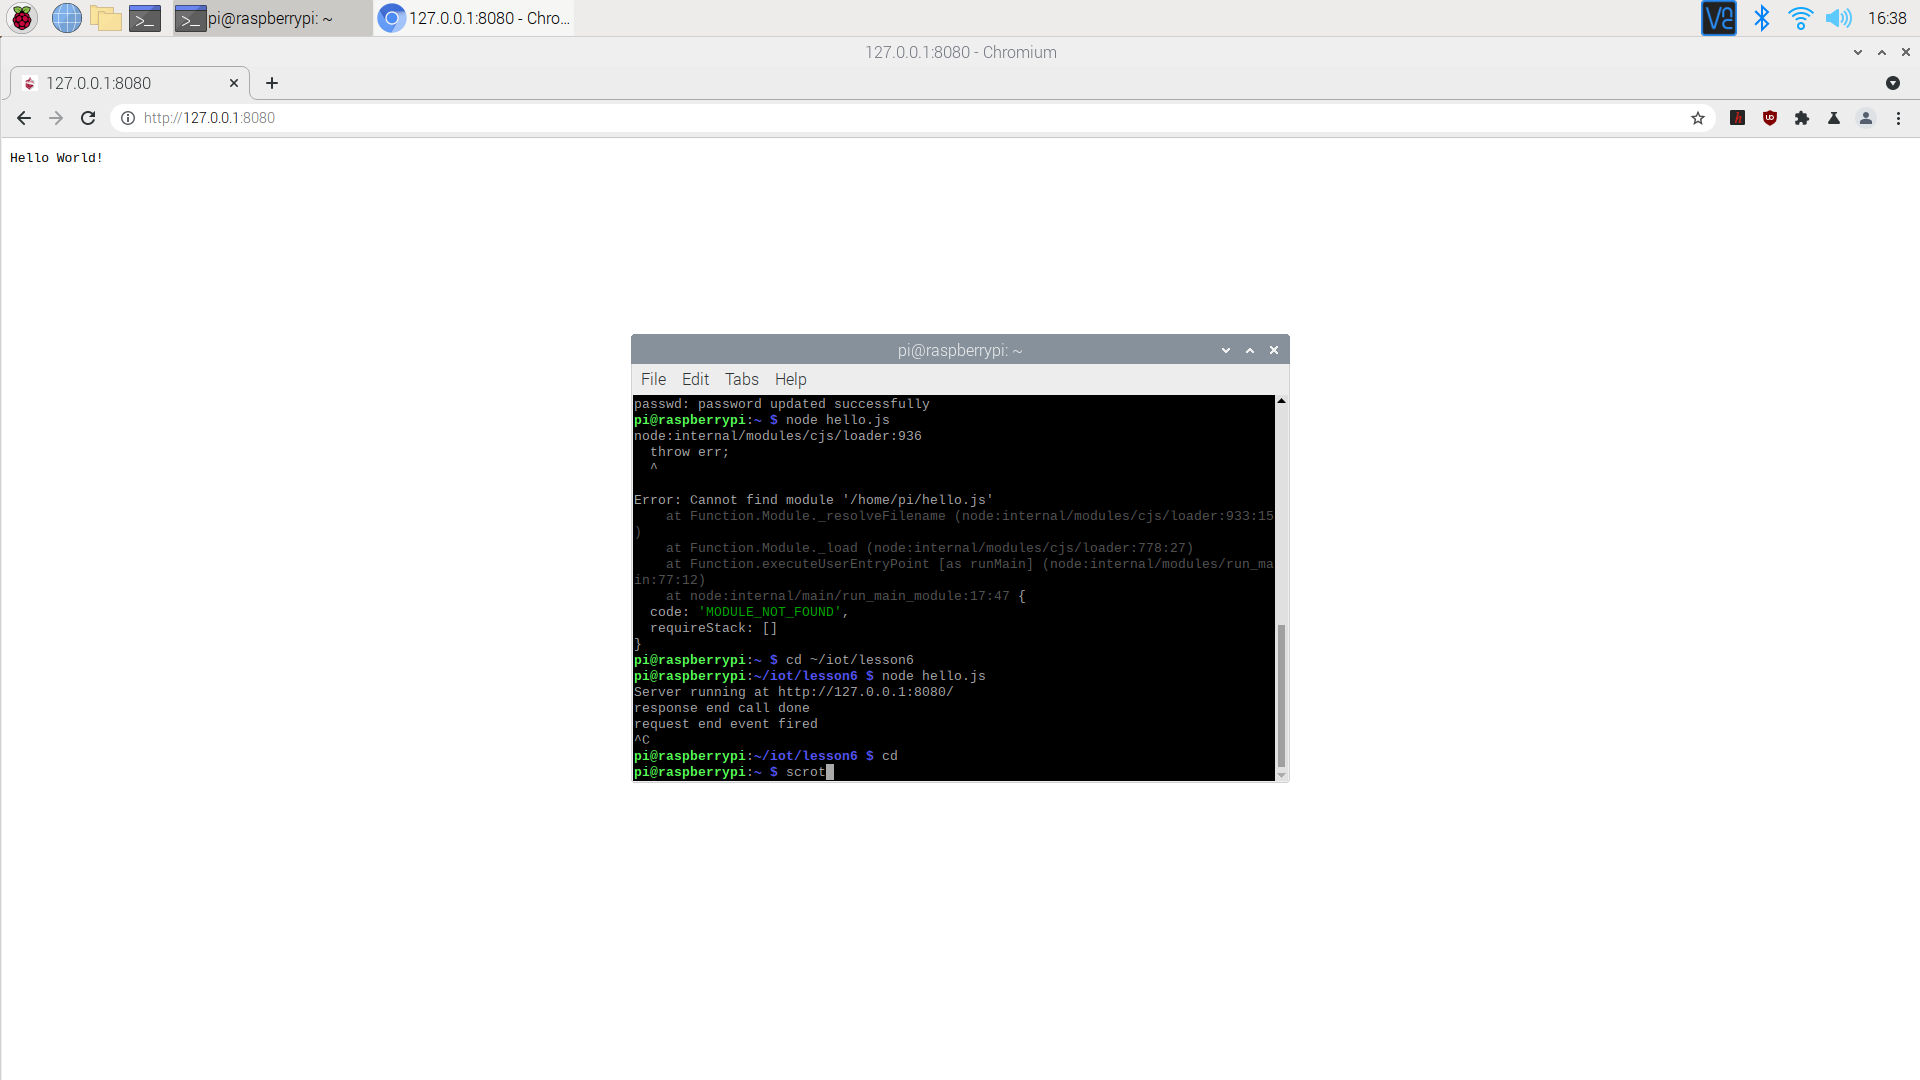 pi@raspberrypi: ~
127.0.0.1:8080 - Chro...
16:38
127.0.0.1:8080 - Chromium
127.0.0.1:8080
http://127.0.0.1:8080
Hello World!
pi@raspberrypi: ~
File Edit Tabs Help
passwd: password updated successfully
pi@raspberrypi:~ $ node hello.js
node:internal/modules/cjs/loader:936
  throw err;
  ^
Error: Cannot find module '/home/pi/hello.js'
    at Function.Module._resolveFilename (node:internal/modules/cjs/loader:933:15
)
    at Function.Module._load (node:internal/modules/cjs/loader:778:27)
    at Function.executeUserEntryPoint [as runMain] (node:internal/modules/run_ma
in:77:12)
    at node:internal/main/run_main_module:17:47 {
  code: 'MODULE_NOT_FOUND',
  requireStack: []
}
pi@raspberrypi:~ $ cd ~/iot/lesson6
pi@raspberrypi:~/iot/lesson6 $ node hello.js
Server running at http://127.0.0.1:8080/
response end call done
request end event fired
^C
pi@raspberrypi:~/iot/lesson6 $ cd
pi@raspberrypi:~ $ scrot